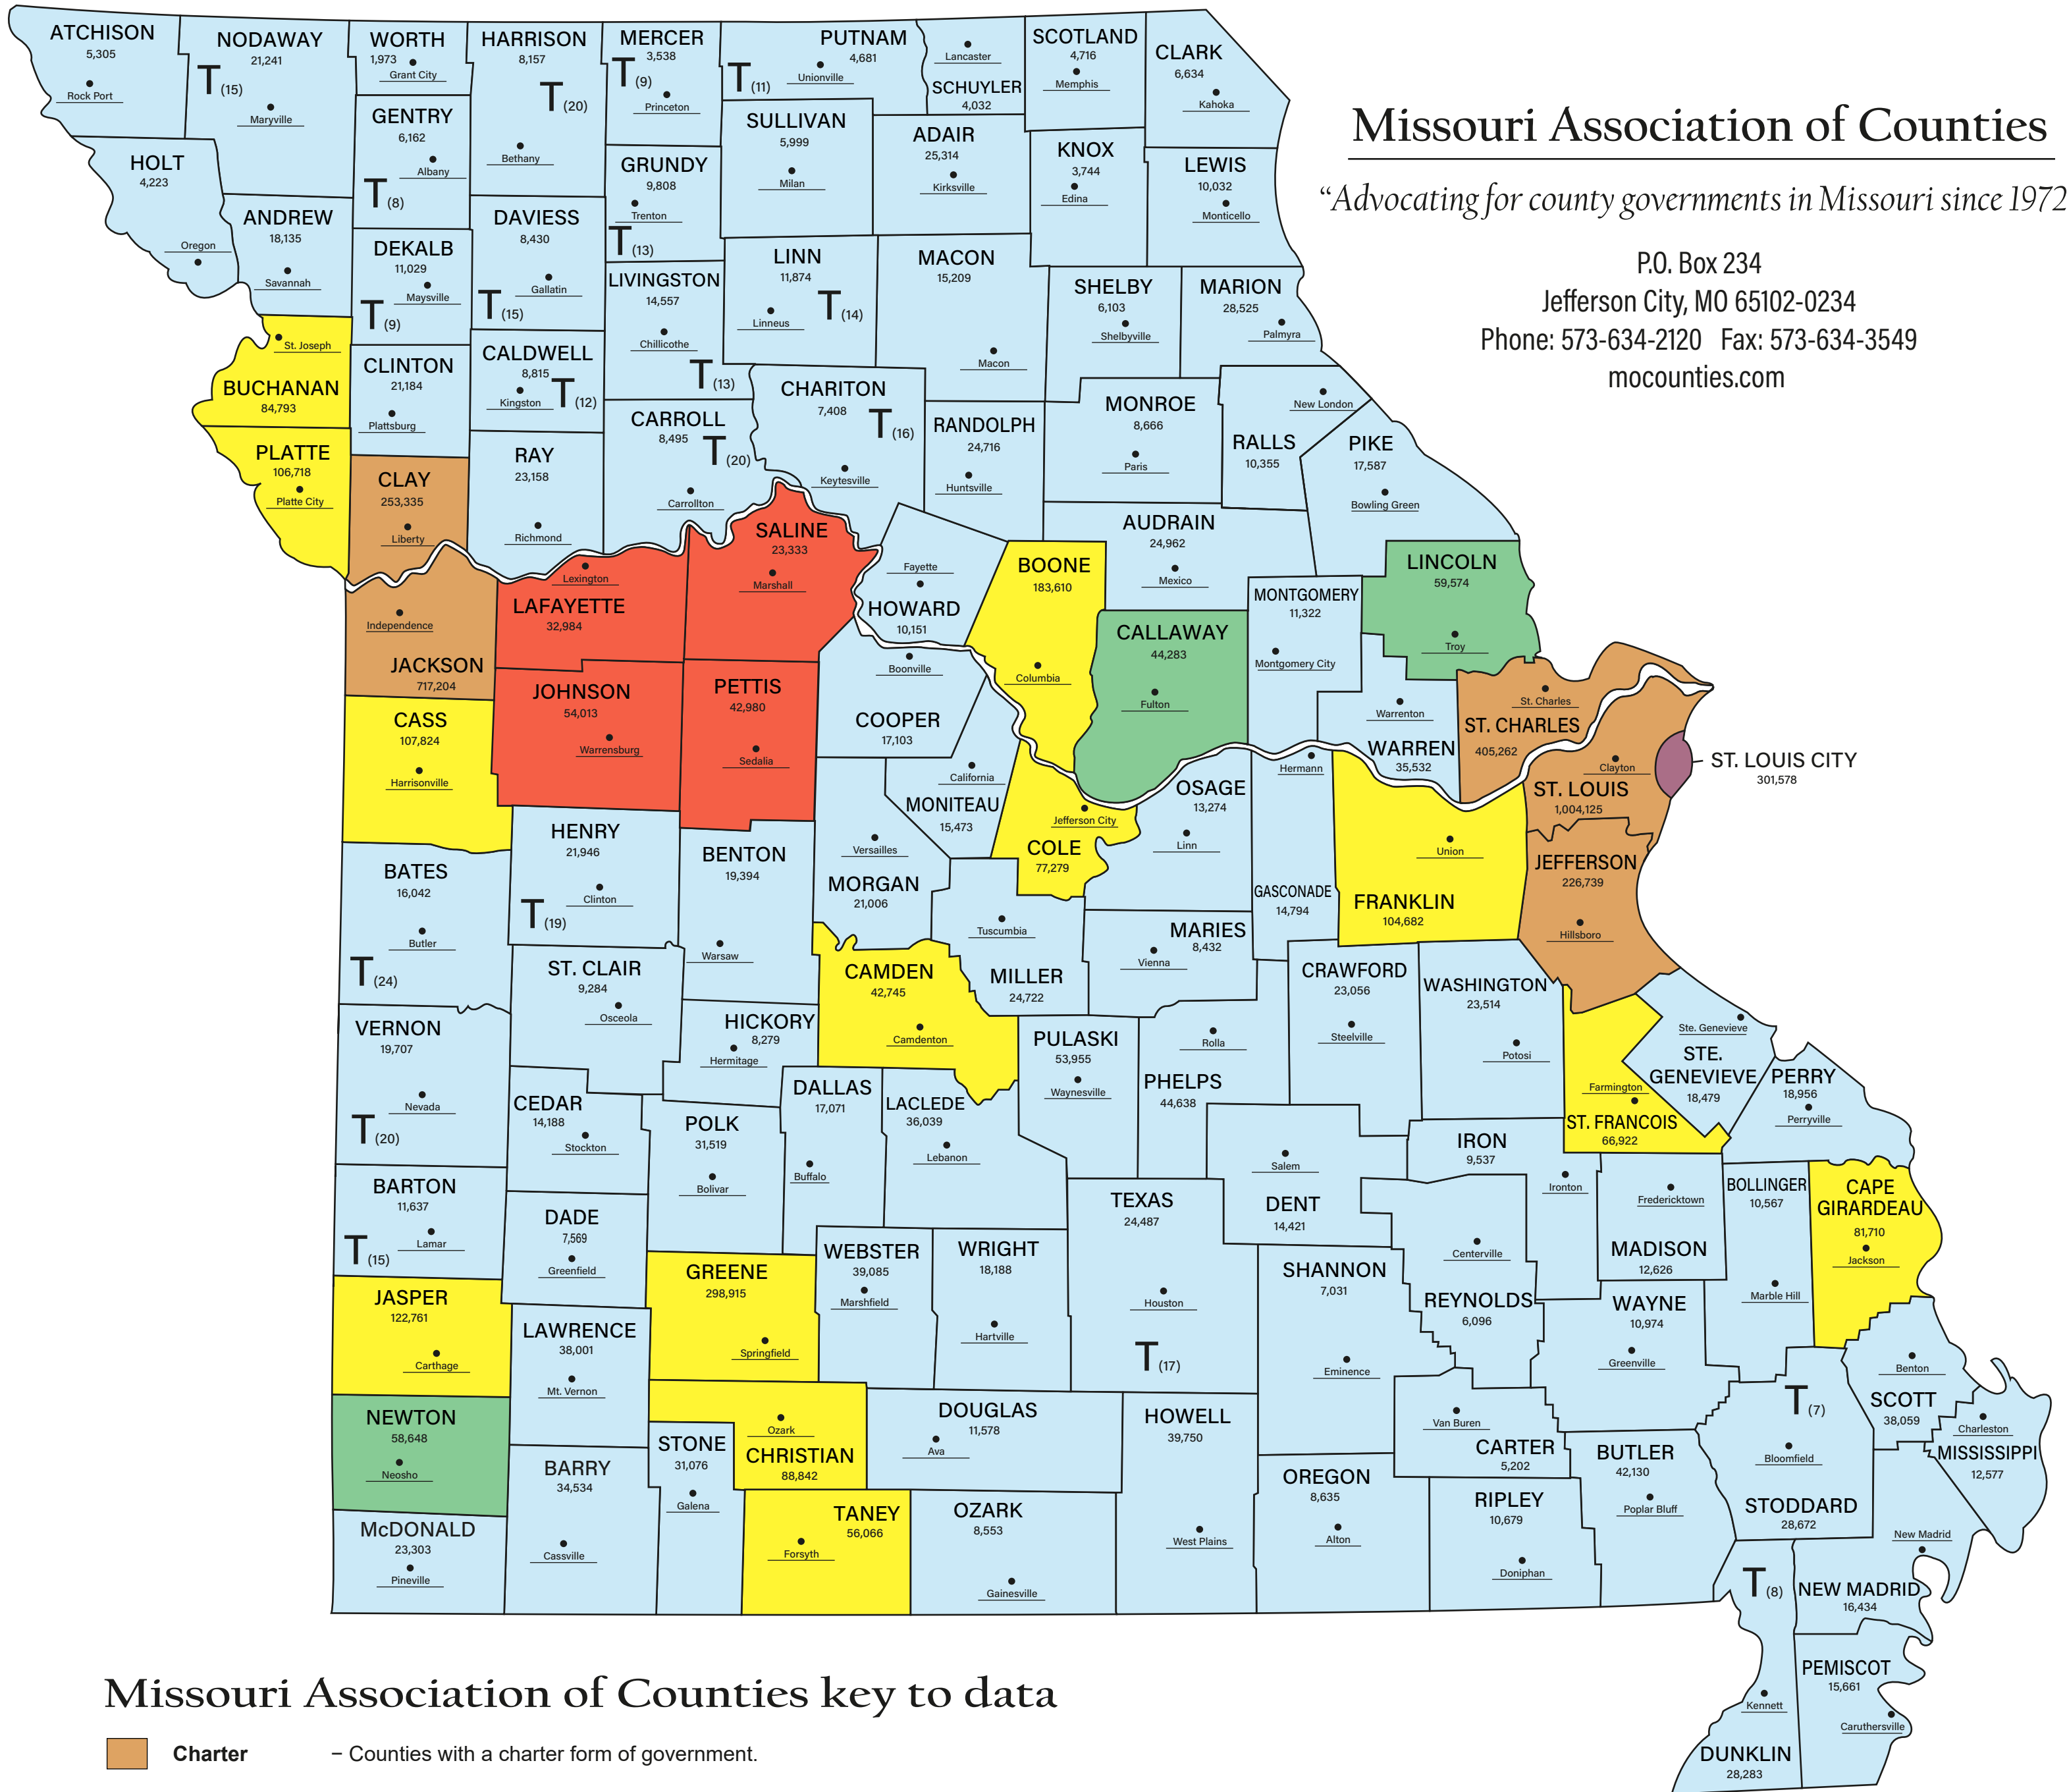 Missouri Association of Counties
“Advocating for county governments in Missouri since 1972
P.O. Box 234
Jefferson City, MO 65102-0234
Phone: 573-634-2120 Fax: 573-634-3549
mocounties.com
ATCHISON
5,305
Rock Port
NODAWAY
21,241
T(15)
Maryville
WORTH
1,973
Grant City
HARRISON
8,157
T(20)
Bethany
MERCER
3,538
T(9)
Princeton
PUTNAM
4,681
T(11)
Unionville
Lancaster
SCHUYLER
4,032
SCOTLAND
4,716
Memphis
CLARK
6,634
Kahoka
HOLT
4,223
Oregon
GENTRY
6,162
Albany
T(8)
SULLIVAN
5,999
Milan
ADAIR
25,314
Kirksville
KNOX
3,744
Edina
LEWIS
10,032
Monticello
GRUNDY
9,808
Trenton
T(13)
ANDREW
18,135
Savannah
DEKALB
11,029
Maysville
T(9)
DAVIESS
8,430
Gallatin
T(15)
LIVINGSTON
14,557
Chillicothe
T(13)
LINN
11,874
T(14)
Linneus
MACON
15,209
Macon
SHELBY
6,103
Shelbyville
MARION
28,525
Palmyra
St. Joseph
BUCHANAN
84,793
CLINTON
21,184
Plattsburg
CALDWELL
8,815
Kingston
T(12)
CARROLL
8,495
T(20)
Carrollton
CHARITON
7,408
T(16)
Keytesville
RANDOLPH
24,716
Huntsville
MONROE
8,666
Paris
New London
RALLS
10,355
PIKE
17,587
Bowling Green
PLATTE
106,718
Platte City
CLAY
253,335
Liberty
RAY
23,158
Richmond
SALINE
23,333
Marshall
Lexington
LAFAYETTE
32,984
Fayette
HOWARD
10,151
BOONE
183,610
Columbia
AUDRAIN
24,962
Mexico
CALLAWAY
44,283
Fulton
MONTGOMERY
11,322
Montgomery City
LINCOLN
59,574
Troy
Warrenton
WARREN
35,532
St. Charles
ST. CHARLES
405,262
Clayton
ST. LOUIS
1,004,125
ST. LOUIS CITY
301,578
Independence
JACKSON
717,204
JOHNSON
54,013
Warrensburg
PETTIS
42,980
Sedalia
Boonville
COOPER
17,103
CASS
107,824
Harrisonville
California
MONITEAU
15,473
Jefferson City
COLE
77,279
OSAGE
13,274
Linn
Hermann
GASCONADE
14,794
Union
FRANKLIN
104,682
JEFFERSON
226,739
Hillsboro
HENRY
21,946
Clinton
T(19)
BENTON
19,394
Warsaw
Versailles
MORGAN
21,006
BATES
16,042
Butler
T(24)
Tuscumbia
MILLER
24,722
MARIES
8,432
Vienna
CAMDEN
42,745
Camdenton
ST. CLAIR
9,284
Osceola
HICKORY
8,279
Hermitage
CRAWFORD
23,056
Steelville
WASHINGTON
23,514
Potosi
VERNON
19,707
Nevada
T(20)
PULASKI
53,955
Waynesville
Rolla
PHELPS
44,638
Ste. Genevieve
STE.
GENEVIEVE
18,479
Farmington
ST. FRANCOIS
66,922
PERRY
18,956
Perryville
CEDAR
14,188
Stockton
POLK
31,519
Bolivar
DALLAS
17,071
Buffalo
LACLEDE
36,039
Lebanon
Salem
DENT
14,421
IRON
9,537
Ironton
Fredericktown
MADISON
12,626
BOLLINGER
10,567
Marble Hill
CAPE
GIRARDEAU
81,710
Jackson
BARTON
11,637
Lamar
T(15)
DADE
7,569
Greenfield
TEXAS
24,487
Houston
T(17)
GREENE
298,915
Springfield
WEBSTER
39,085
Marshfield
WRIGHT
18,188
Hartville
SHANNON
7,031
Eminence
Centerville
REYNOLDS
6,096
WAYNE
10,974
Greenville
JASPER
122,761
Carthage
LAWRENCE
38,001
Mt. Vernon
Benton
SCOTT
38,059
NEWTON
58,648
Neosho
Ozark
CHRISTIAN
88,842
STONE
31,076
Galena
DOUGLAS
11,578
Ava
HOWELL
39,750
West Plains
Van Buren
CARTER
5,202
BUTLER
42,130
Poplar Bluff
T(7)
Bloomfield
STODDARD
28,672
Charleston
MISSISSIPPI
12,577
BARRY
34,534
Cassville
TANEY
56,066
Forsyth
OZARK
8,553
Gainesville
OREGON
8,635
Alton
RIPLEY
10,679
Doniphan
McDONALD
23,303
Pineville
New Madrid
NEW MADRID
16,434
T(8)
Kennett
DUNKLIN
28,283
PEMISCOT
15,661
Caruthersville
Missouri Association of Counties key to data
Charter – Counties with a charter form of government.